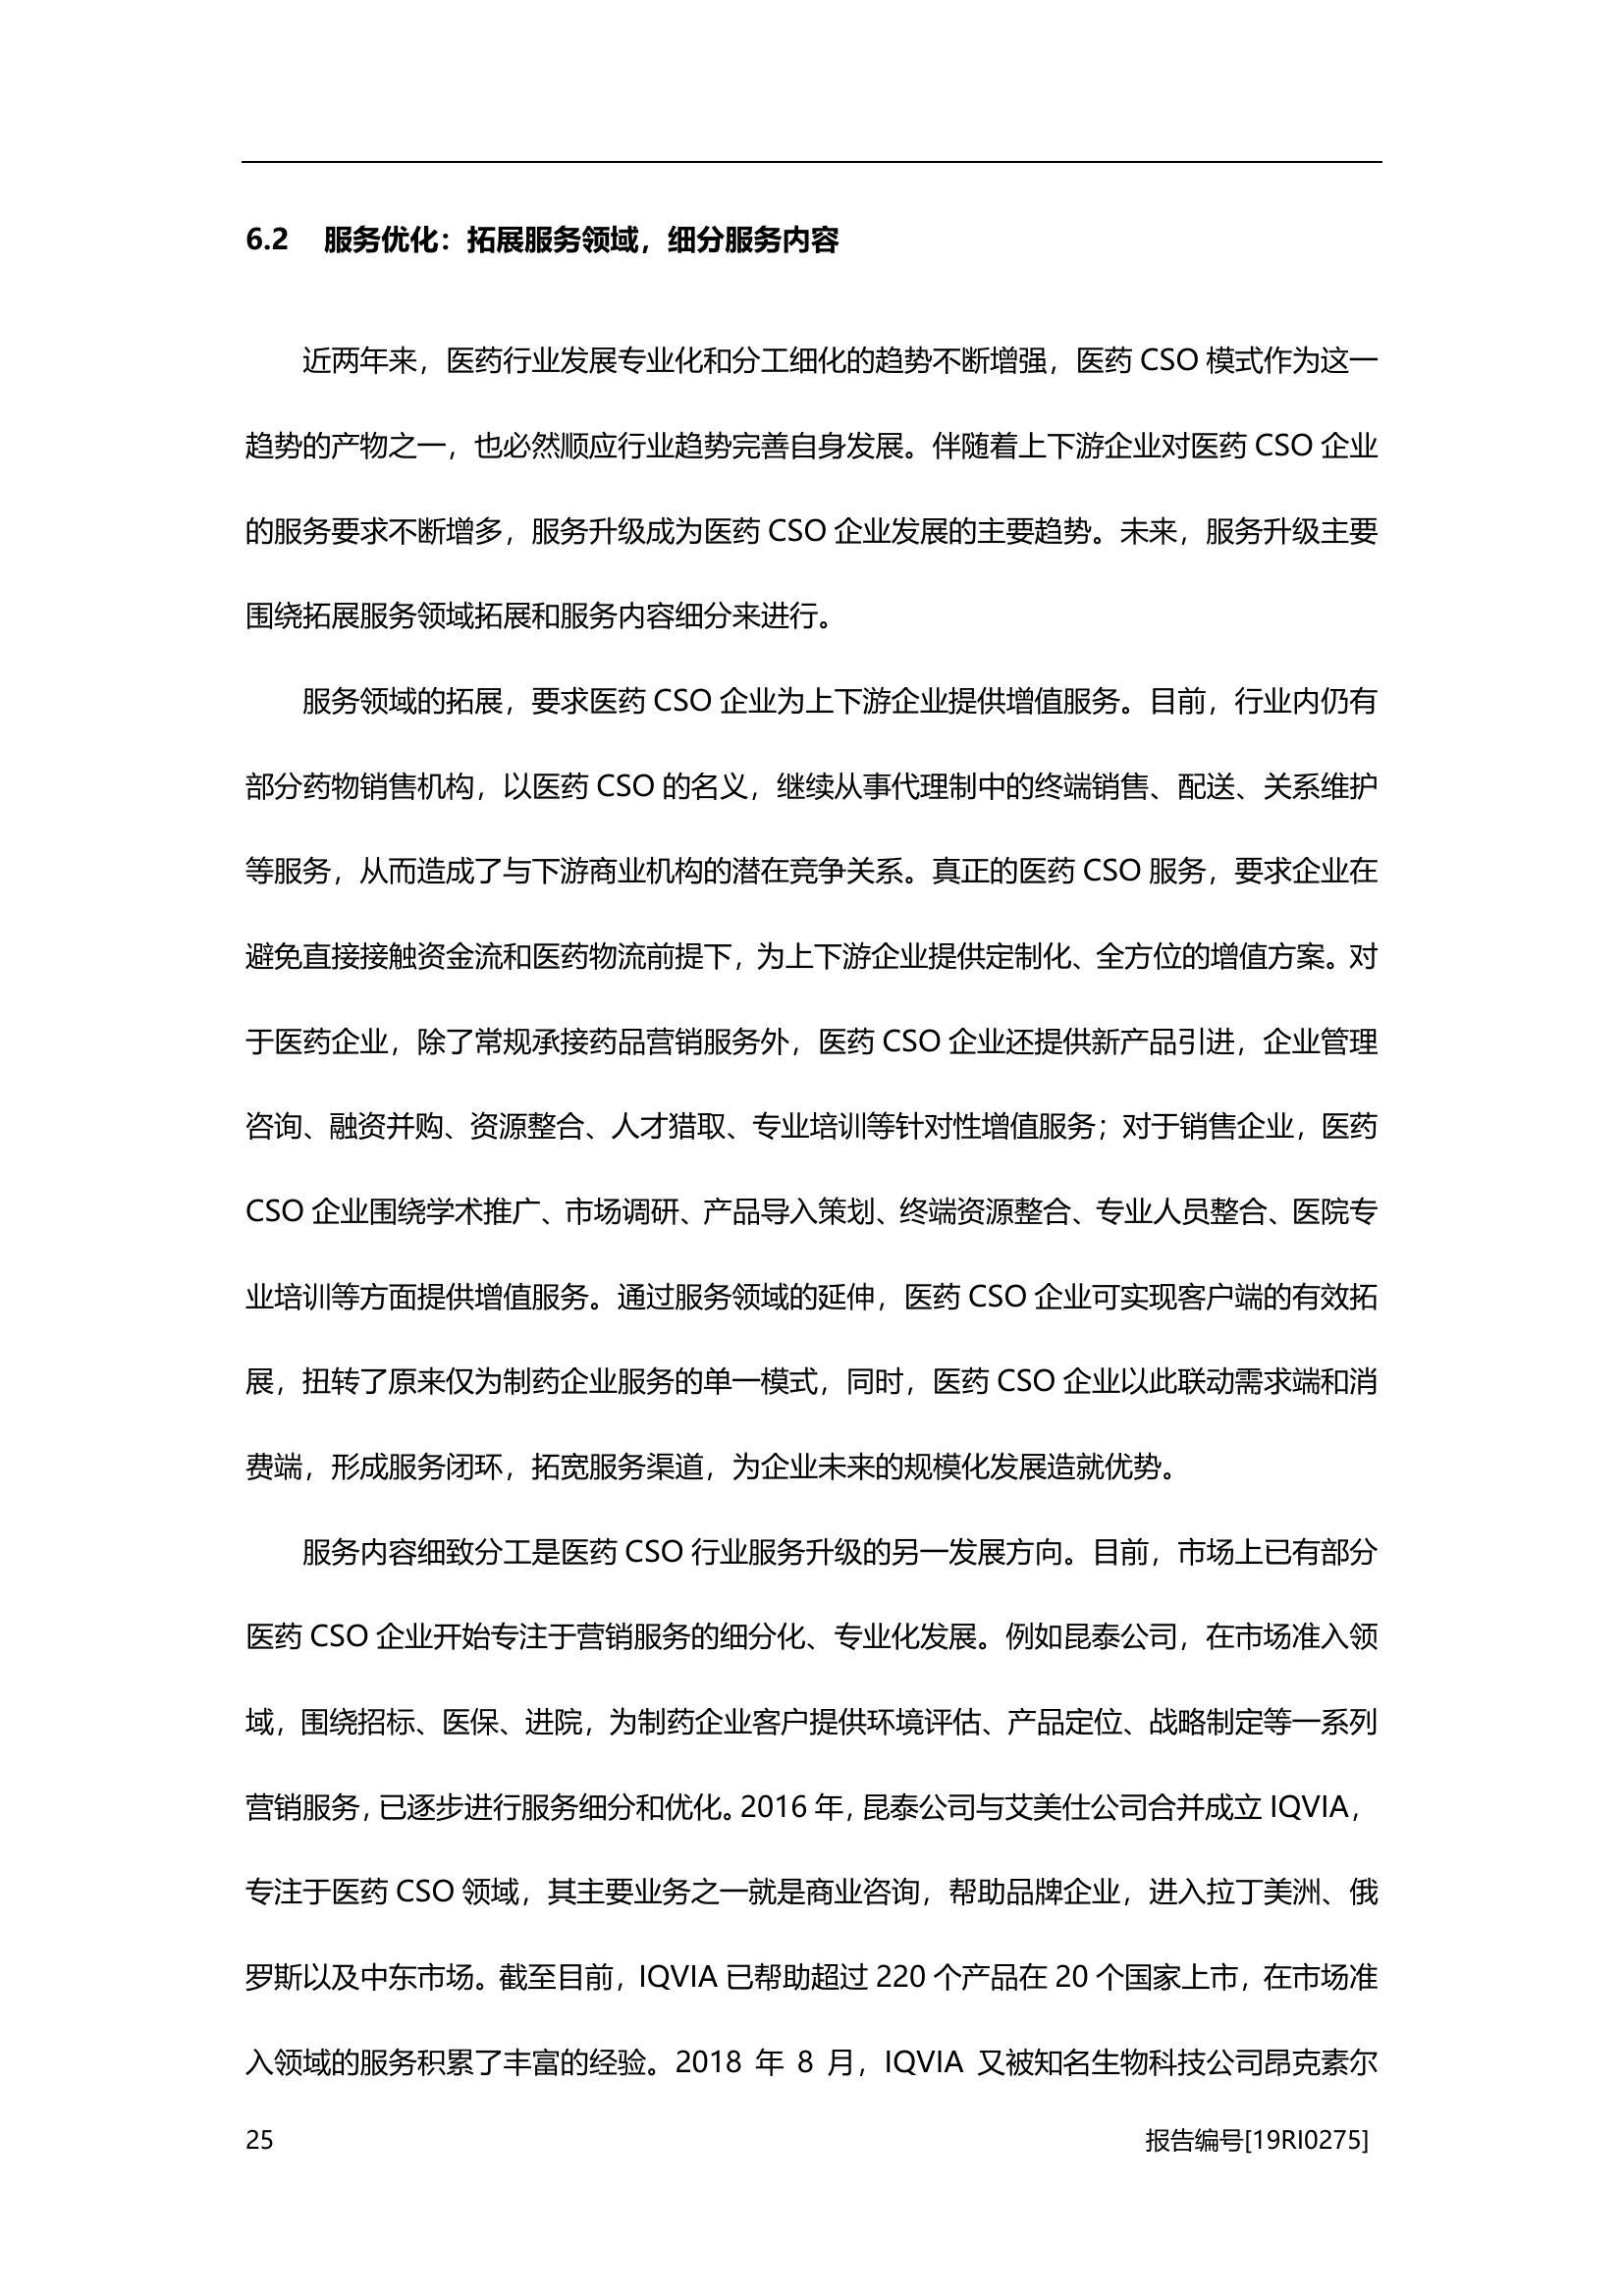 6.2 服务优化：拓展服务领域，细分服务内容
近两年来，医药行业发展专业化和分工细化的趋势不断增强，医药 CSO 模式作为这一
趋势的产物之一，也必然顺应行业趋势完善自身发展。伴随着上下游企业对医药 CSO 企业
的服务要求不断增多，服务升级成为医药 CSO 企业发展的主要趋势。未来，服务升级主要
围绕拓展服务领域拓展和服务内容细分来进行。
服务领域的拓展，要求医药 CSO 企业为上下游企业提供增值服务。目前，行业内仍有
部分药物销售机构，以医药 CSO 的名义，继续从事代理制中的终端销售、配送、关系维护
等服务，从而造成了与下游商业机构的潜在竞争关系。真正的医药 CSO 服务，要求企业在
避免直接接触资金流和医药物流前提下，为上下游企业提供定制化、全方位的增值方案。对
于医药企业，除了常规承接药品营销服务外，医药 CSO 企业还提供新产品引进，企业管理
咨询、融资并购、资源整合、人才猎取、专业培训等针对性增值服务；对于销售企业，医药
CSO 企业围绕学术推广、市场调研、产品导入策划、终端资源整合、专业人员整合、医院专
业培训等方面提供增值服务。通过服务领域的延伸，医药 CSO 企业可实现客户端的有效拓
展，扭转了原来仅为制药企业服务的单一模式，同时，医药 CSO 企业以此联动需求端和消
费端，形成服务闭环，拓宽服务渠道，为企业未来的规模化发展造就优势。
服务内容细致分工是医药 CSO 行业服务升级的另一发展方向。目前，市场上已有部分
医药 CSO 企业开始专注于营销服务的细分化、专业化发展。例如昆泰公司，在市场准入领
域，围绕招标、医保、进院，为制药企业客户提供环境评估、产品定位、战略制定等一系列
营销服务，已逐步进行服务细分和优化。2016 年，昆泰公司与艾美仕公司合并成立 IQVIA，
专注于医药 CSO 领域，其主要业务之一就是商业咨询，帮助品牌企业，进入拉丁美洲、俄
罗斯以及中东市场。截至目前，IQVIA 已帮助超过 220 个产品在 20 个国家上市，在市场准
入领域的服务积累了丰富的经验。2018 年 8 月，IQVIA 又被知名生物科技公司昂克素尔
25 报告编号[19RI0275]